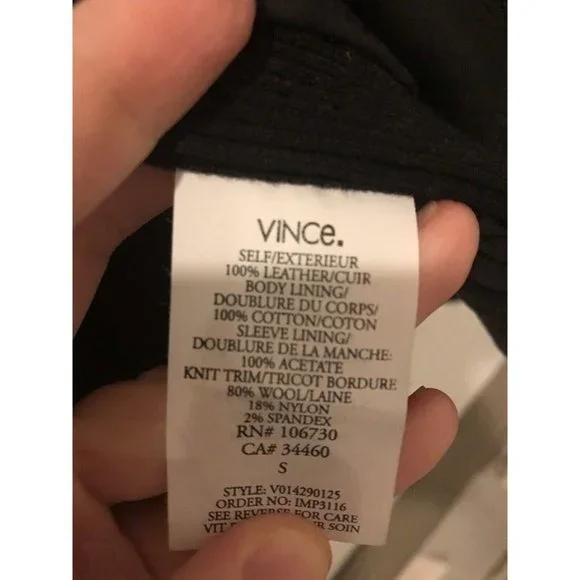 VINCe.
SELF/EXTERIEUR
100% LEATHER/CUIR
BODY LINING/
DOUBLURE DU CORPS/
100% COTTON/COTON
SLEEVE LINING/
DOUBLURE DE LA MANCHE:
100% ACETATE
KNIT TRIM/TRICOT BORDURE
80% WOOL/LAINE
18% NYLON
2% SPANDEX
RN# 106730
CA# 34460
S
STYLE: V014290125
ORDER NO: IMP3116
SEE REVERSE FOR CARE
VIT SOIN